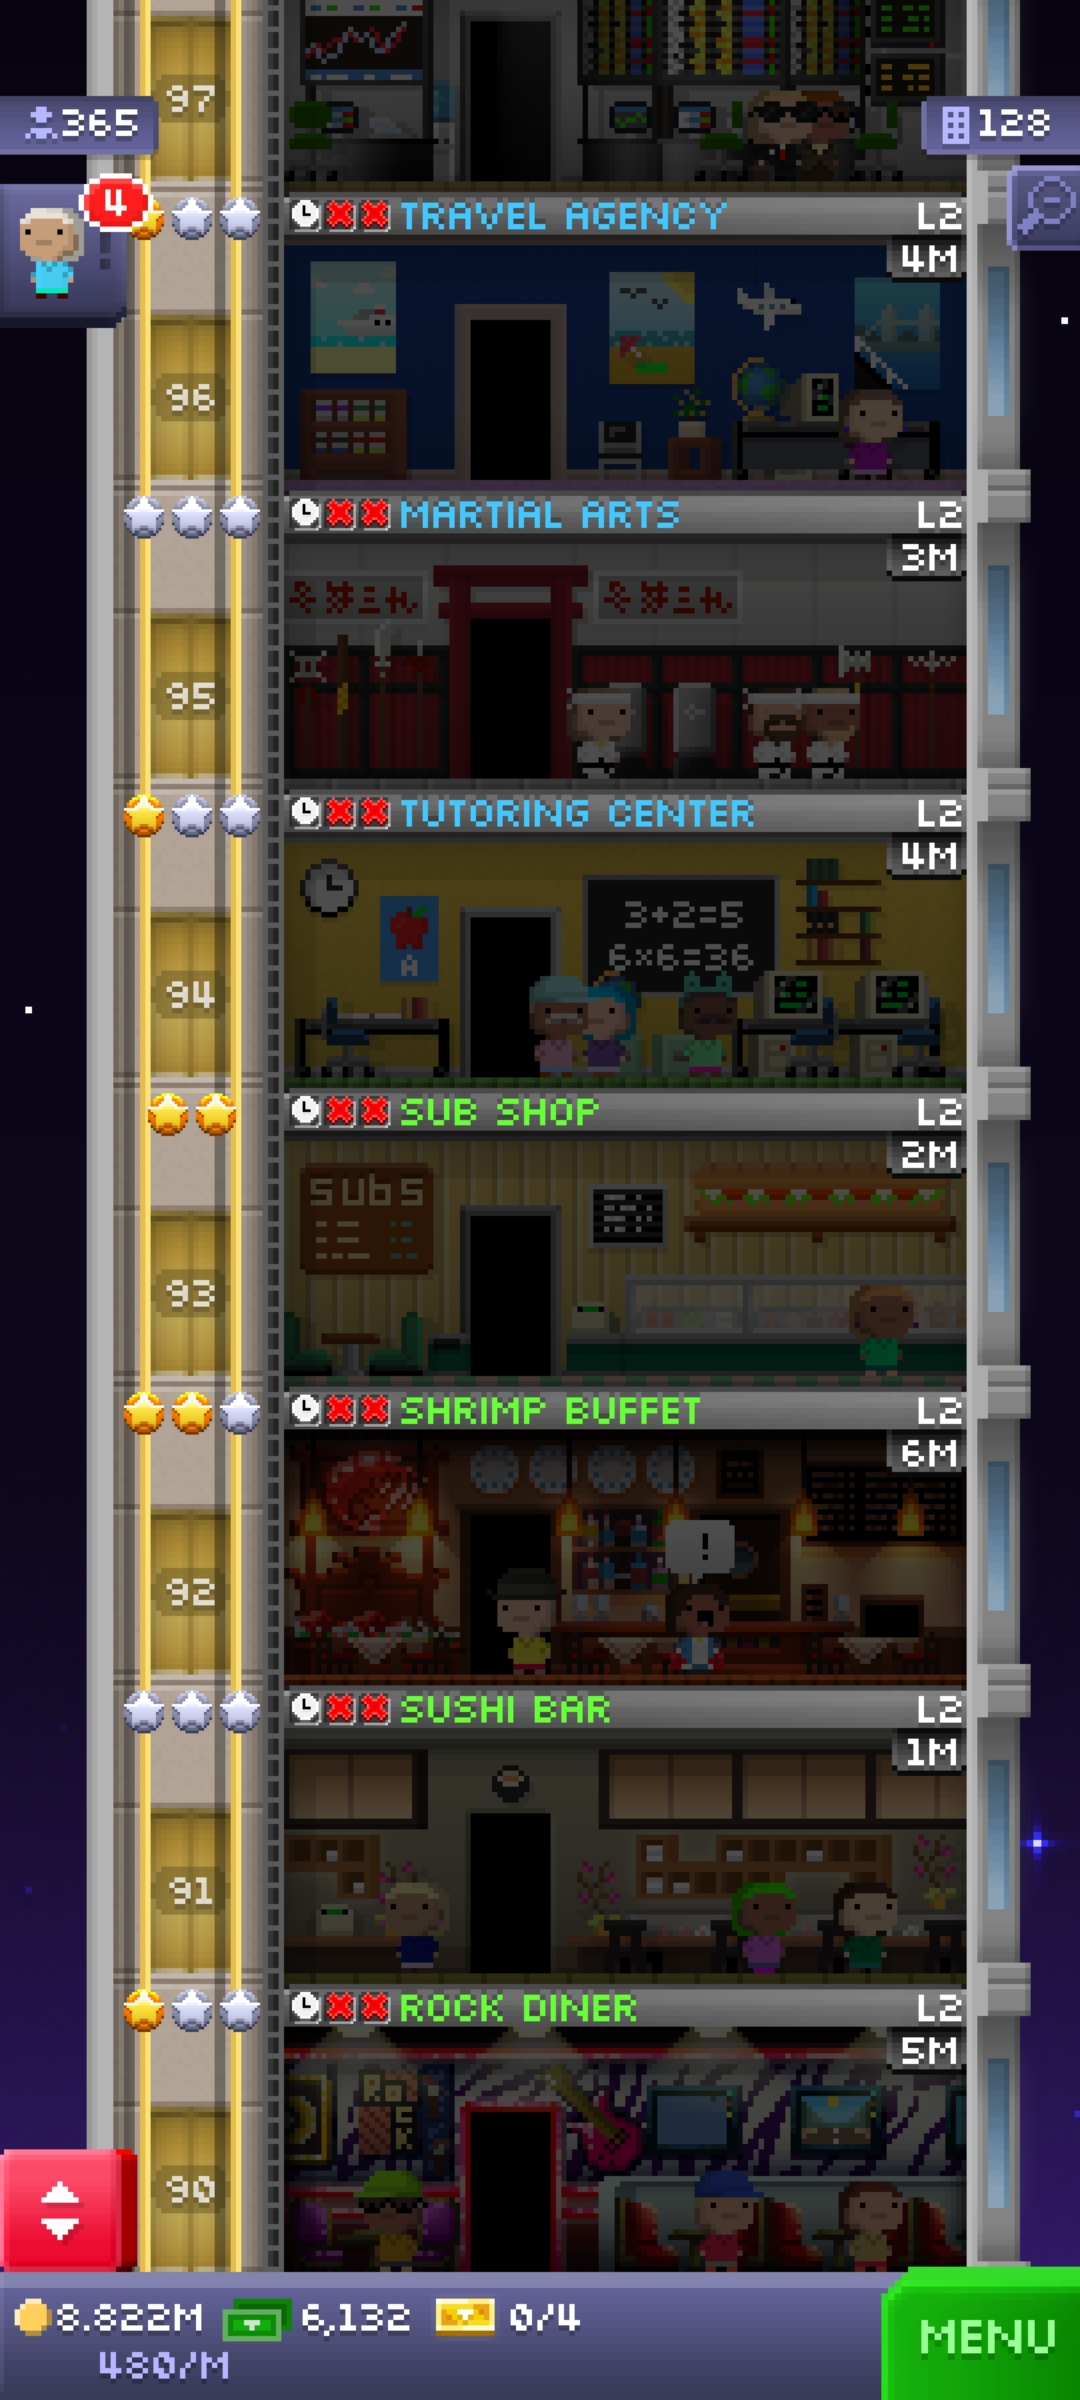 97
365
128
4
TRAVEL AGENCY L2
4M
96
MARTIAL ARTS L2
3M
95
TUTORING CENTER L2
4M
3+2=5
6×6=36
A
94
SUB SHOP L2
2M
SUBS
93
SHRIMP BUFFET L2
6M
!
92
SUSHI BAR L2
1M
91
ROCK DINER L2
5M
ROCK
90
8.822M 6,132 0/4
480/M
MENU